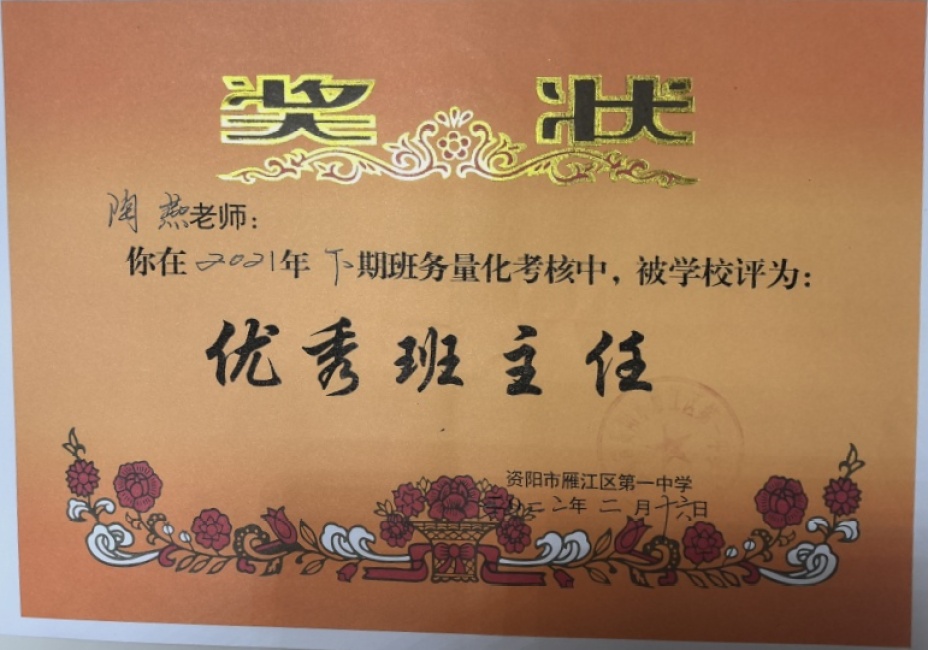 奖状
陶燕老师：
你在2021年下期班务量化考核中，被学校评为：
优秀班主任
资阳市雁江区第一中学
二〇二二年二月十六日